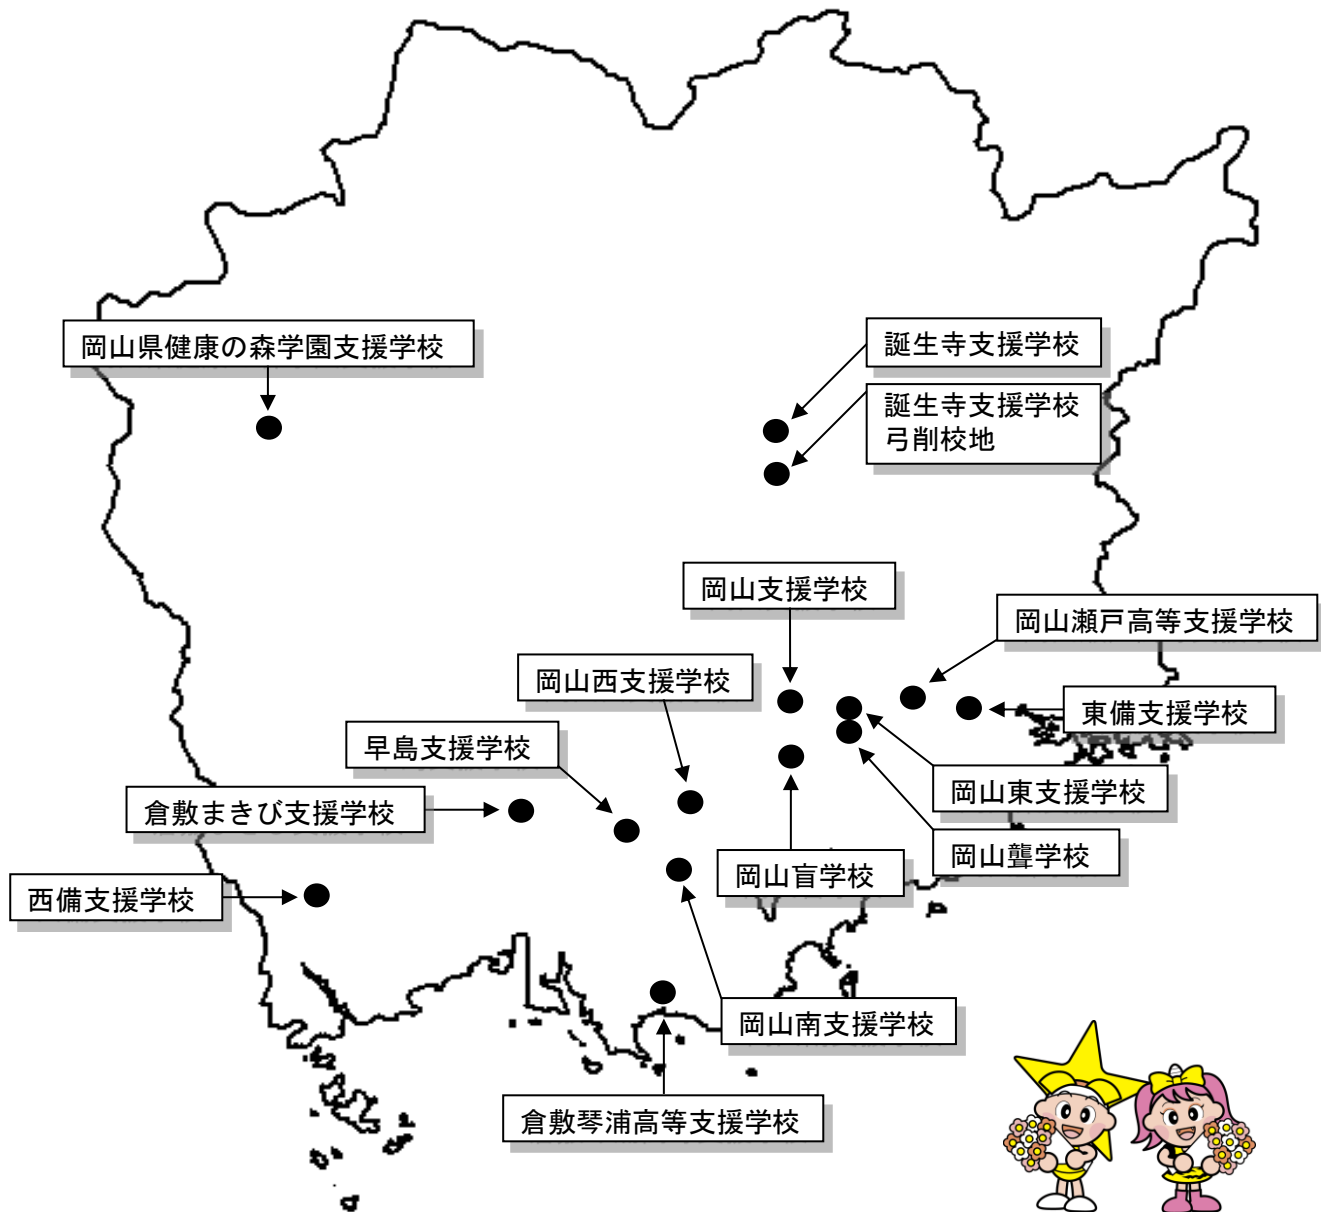 岡山県健康の森学園支援学校
誕生寺支援学校
誕生寺支援学校
弓削校地
岡山支援学校
岡山瀬戸高等支援学校
岡山西支援学校
東備支援学校
早島支援学校
岡山東支援学校
倉敷まきび支援学校
岡山聾学校
岡山盲学校
西備支援学校
岡山南支援学校
倉敷琴浦高等支援学校